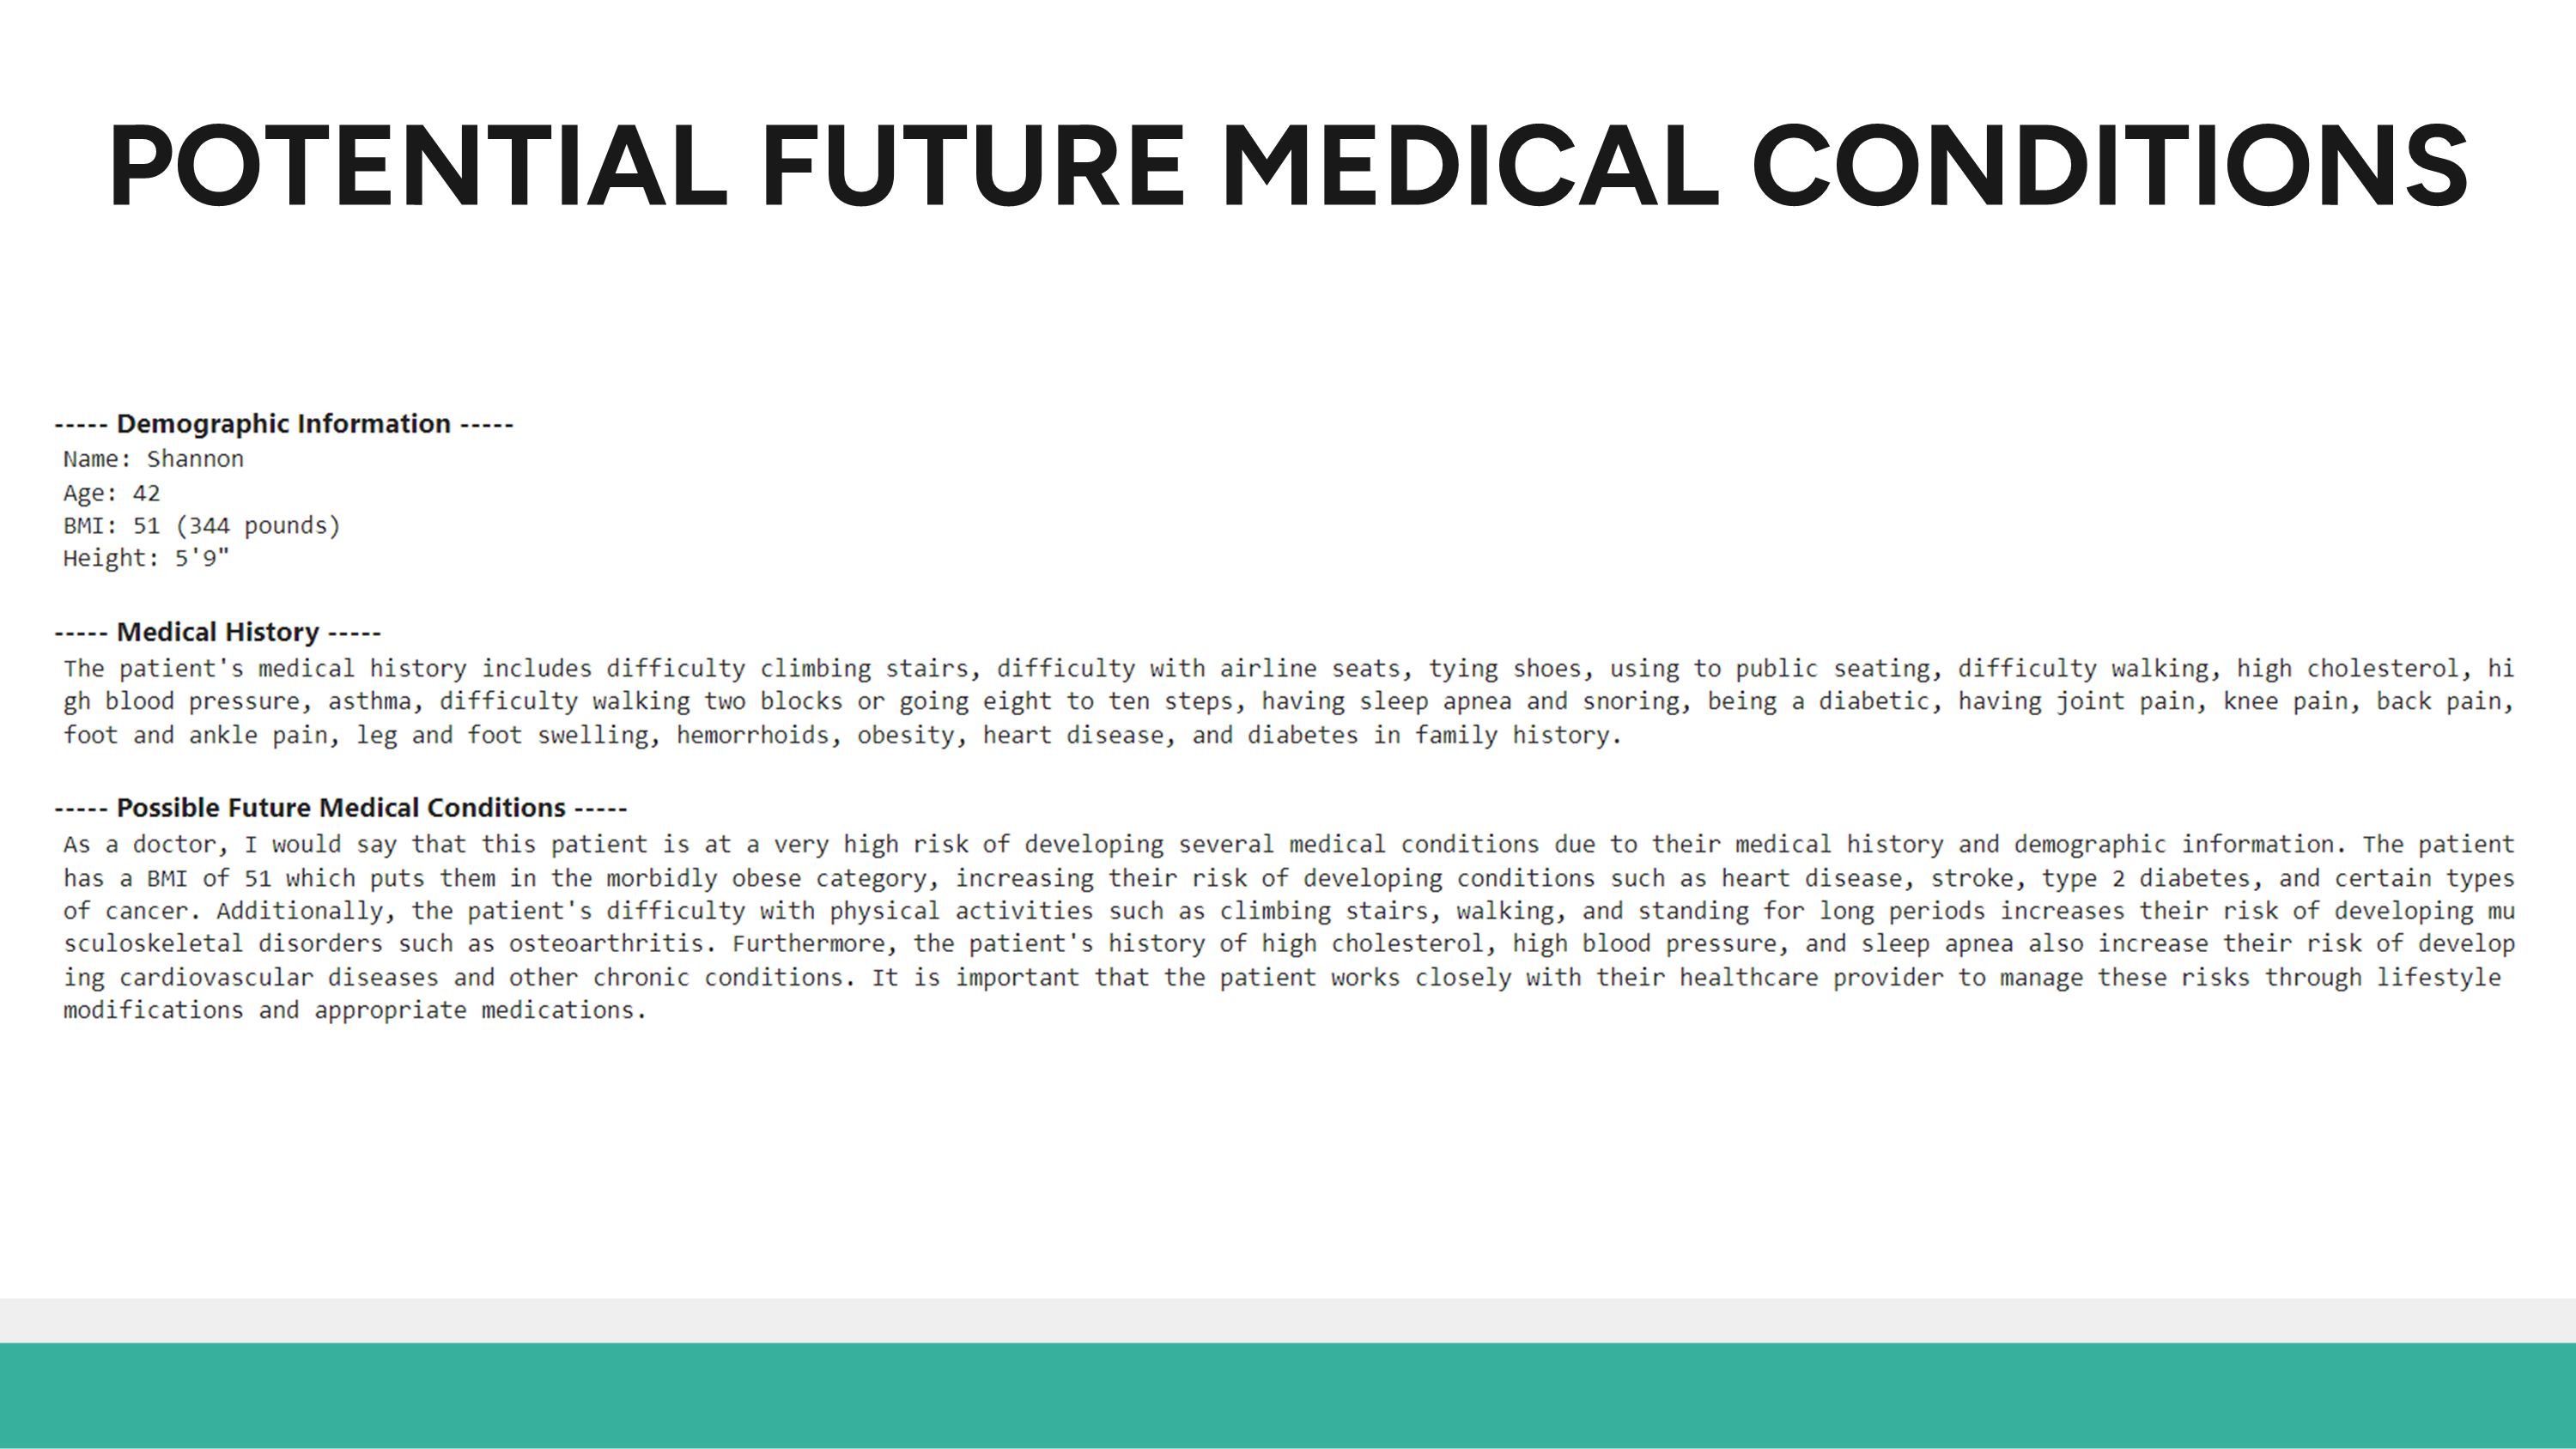 POTENTIAL FUTURE MEDICAL CONDITIONS
----- Demographic Information -----
Name: Shannon
Age: 42
BMI: 51 (344 pounds)
Height: 5'9"
----- Medical History -----
The patient's medical history includes difficulty climbing stairs, difficulty with airline seats, tying shoes, using to public seating, difficulty walking, high cholesterol, hi
gh blood pressure, asthma, difficulty walking two blocks or going eight to ten steps, having sleep apnea and snoring, being a diabetic, having joint pain, knee pain, back pain,
foot and ankle pain, leg and foot swelling, hemorrhoids, obesity, heart disease, and diabetes in family history.
----- Possible Future Medical Conditions -----
As a doctor, I would say that this patient is at a very high risk of developing several medical conditions due to their medical history and demographic information. The patient
has a BMI of 51 which puts them in the morbidly obese category, increasing their risk of developing conditions such as heart disease, stroke, type 2 diabetes, and certain types
of cancer. Additionally, the patient's difficulty with physical activities such as climbing stairs, walking, and standing for long periods increases their risk of developing mu
sculoskeletal disorders such as osteoarthritis. Furthermore, the patient's history of high cholesterol, high blood pressure, and sleep apnea also increase their risk of develop
ing cardiovascular diseases and other chronic conditions. It is important that the patient works closely with their healthcare provider to manage these risks through lifestyle
modifications and appropriate medications.